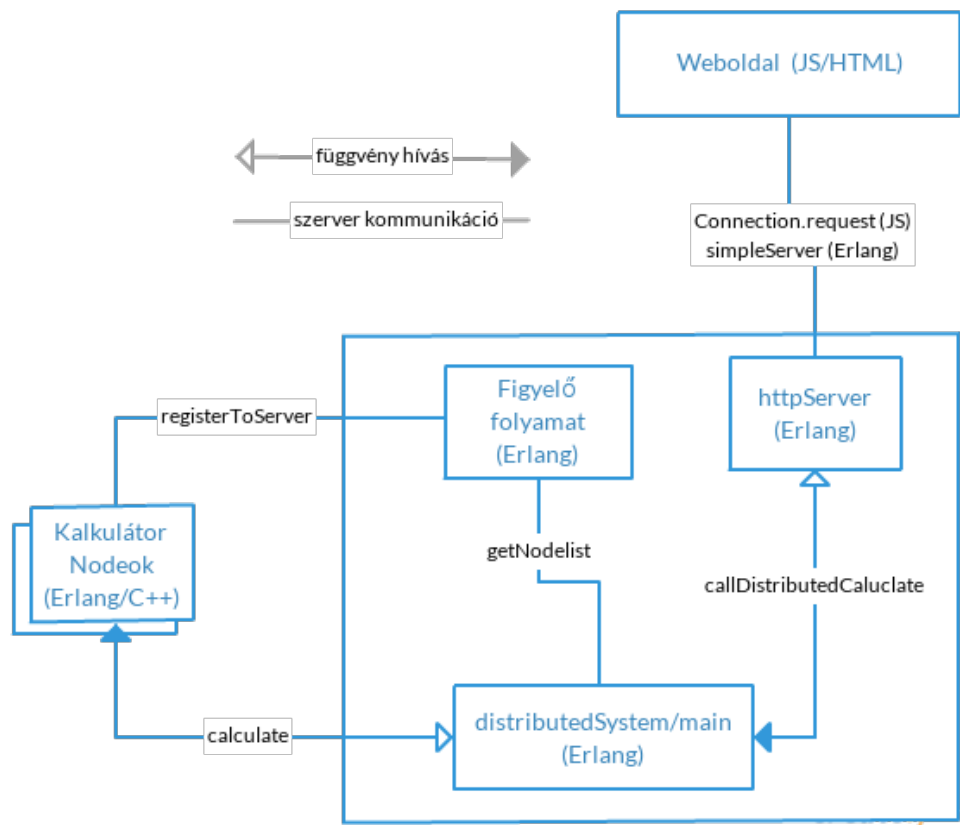 Weboldal (JS/HTML)
függvény hívás
szerver kommunikáció
Connection.request (JS)
simpleServer (Erlang)
registerToServer
Figyelő
folyamat
(Erlang)
httpServer
(Erlang)
Kalkulátor
Nodeok
(Erlang/C++)
getNodelist
callDistributedCaluclate
calculate
distributedSystem/main
(Erlang)